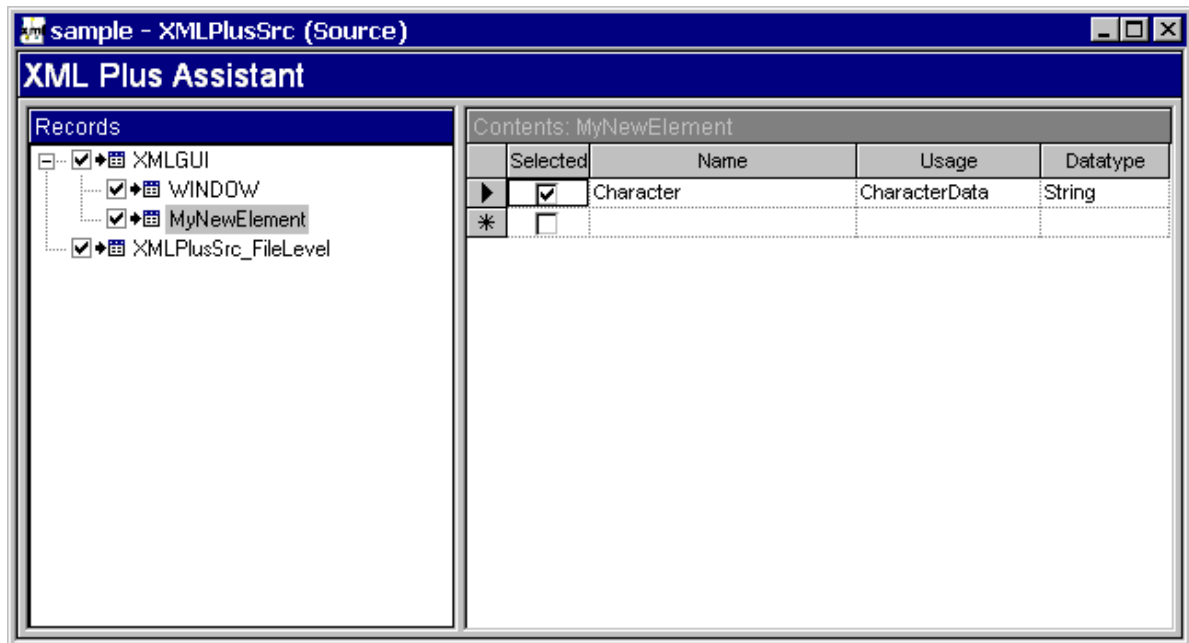 sample - XMLPlusSrc (Source)
XML Plus Assistant
Records
XMLGUI
WINDOW
MyNewElement
XMLPlusSrc_FileLevel
Contents: MyNewElement
Selected Name Usage Datatype
Character CharacterData String